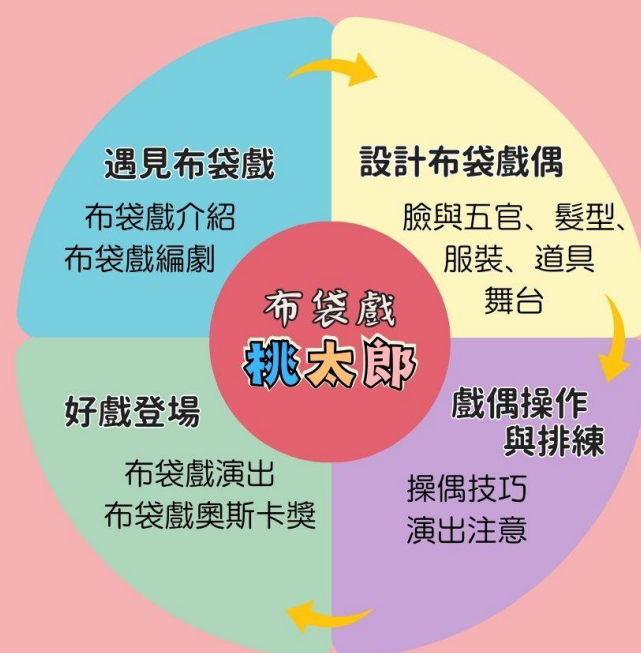 遇見布袋戲
布袋戲介紹
布袋戲編劇
設計布袋戲偶
臉與五官、髮型、
服裝、道具
舞台
布袋戲
桃太郎
戲偶操作
與排練
操偶技巧
演出注意
好戲登場
布袋戲演出
布袋戲奧斯卡獎